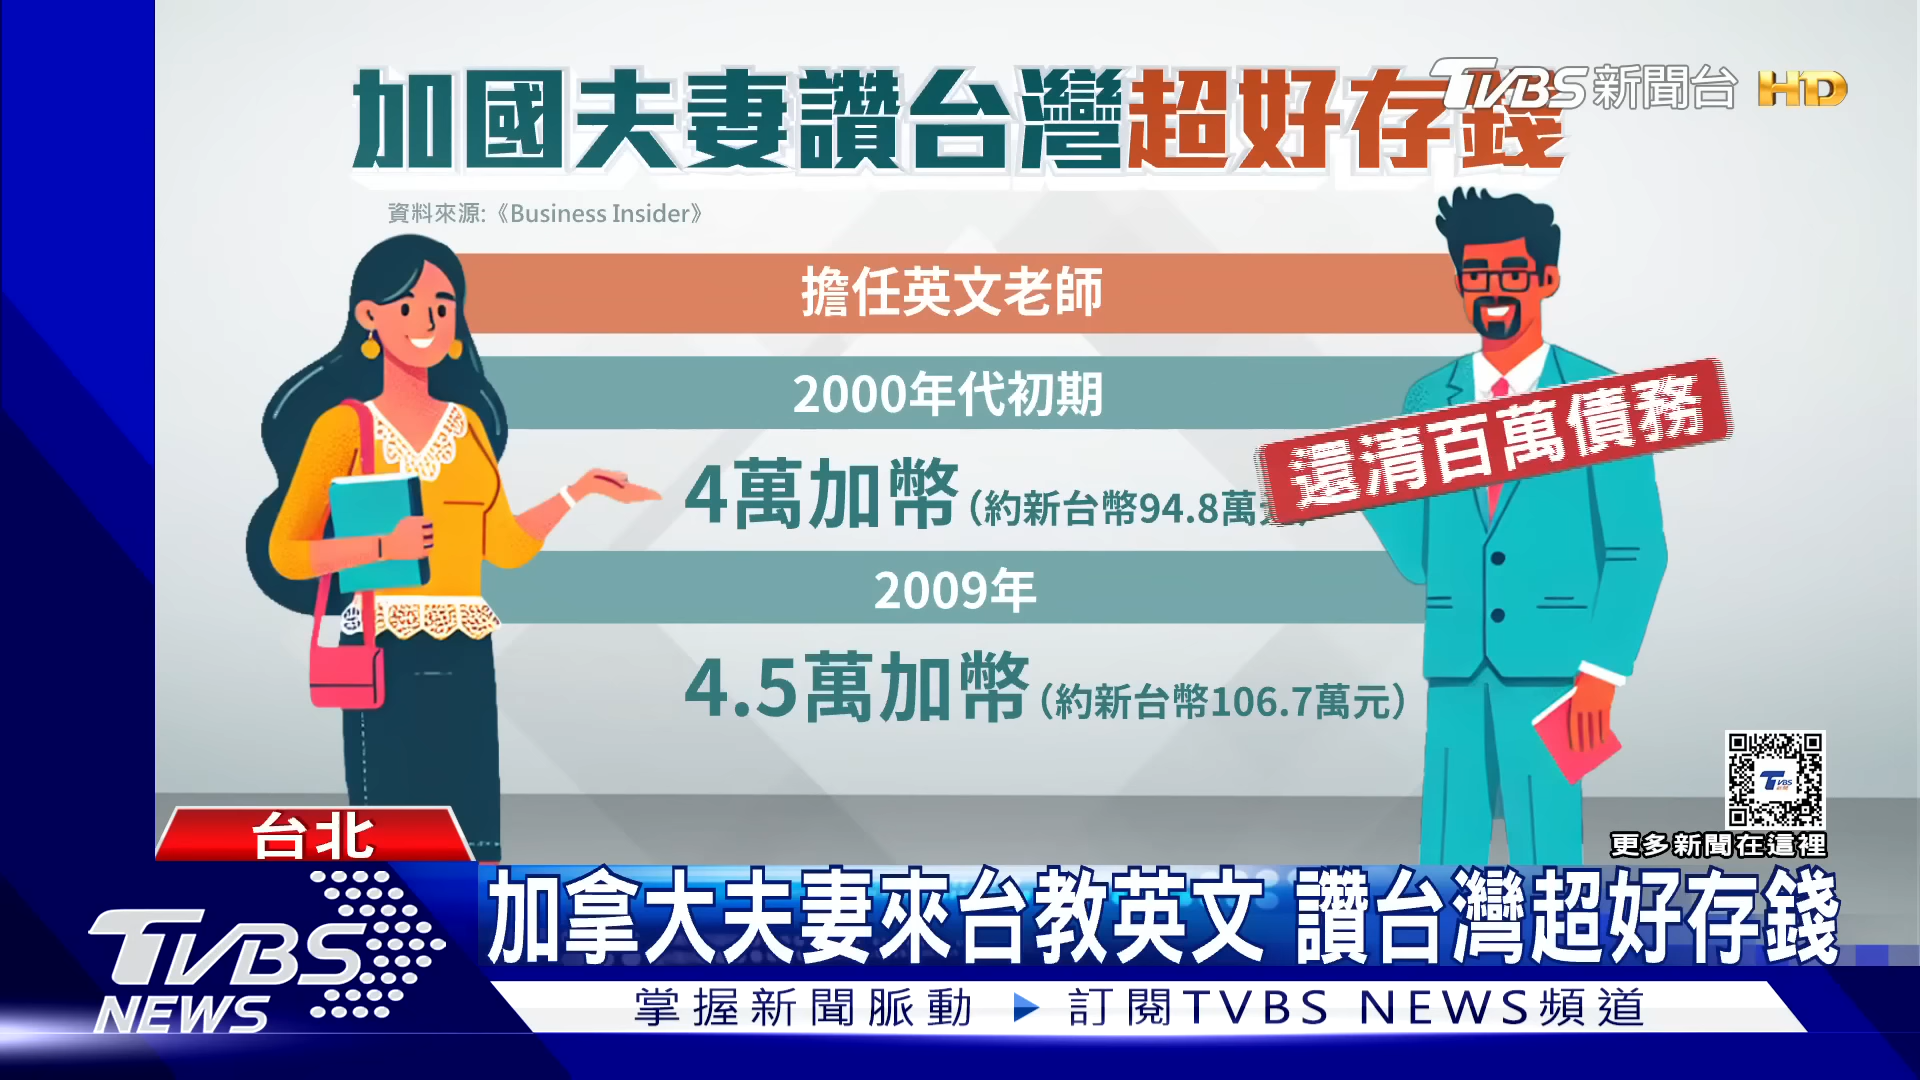 加國夫妻讚台灣超好存錢
TVBS新聞台 HD
資料來源:《Business Insider》
擔任英文老師
2000年代初期
還清百萬債務
4萬加幣(約新台幣94.8萬元)
2009年
4.5萬加幣(約新台幣106.7萬元)
TVBS
更多新聞在這裡
台北
加拿大夫妻來台教英文 讚台灣超好存錢
TVBS
NEWS
掌握新聞脈動 ▶ 訂閱TVBS NEWS頻道